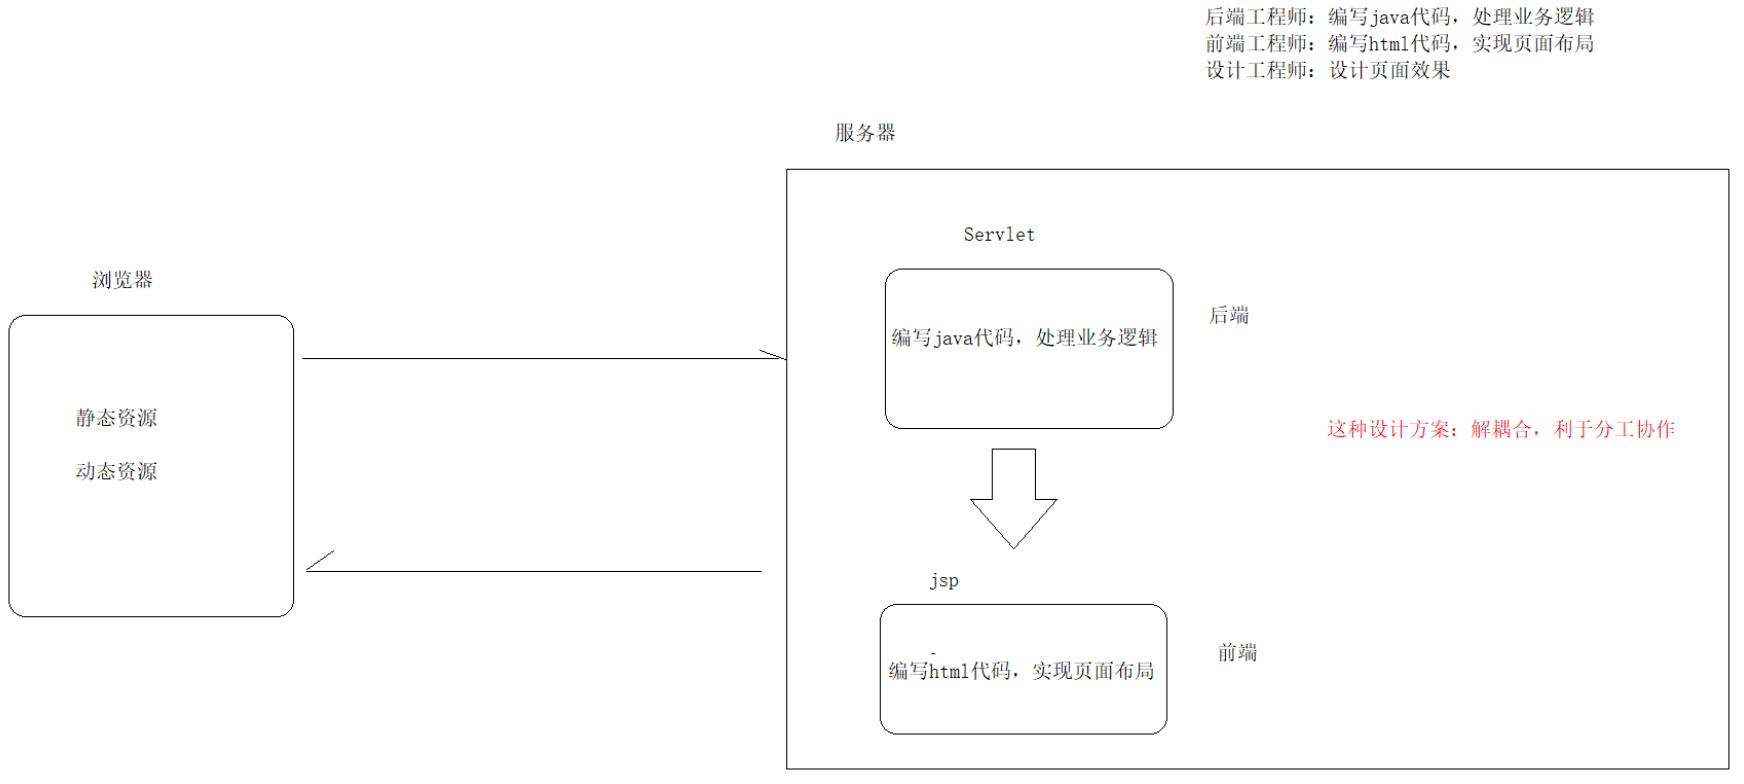 后端工程师：编写java代码，处理业务逻辑
前端工程师：编写html代码，实现页面布局
设计工程师：设计页面效果
服务器
Servlet
浏览器
后端
编写java代码，处理业务逻辑
静态资源
这种设计方案：解耦合，利于分工协作
动态资源
jsp
前端
编写html代码，实现页面布局